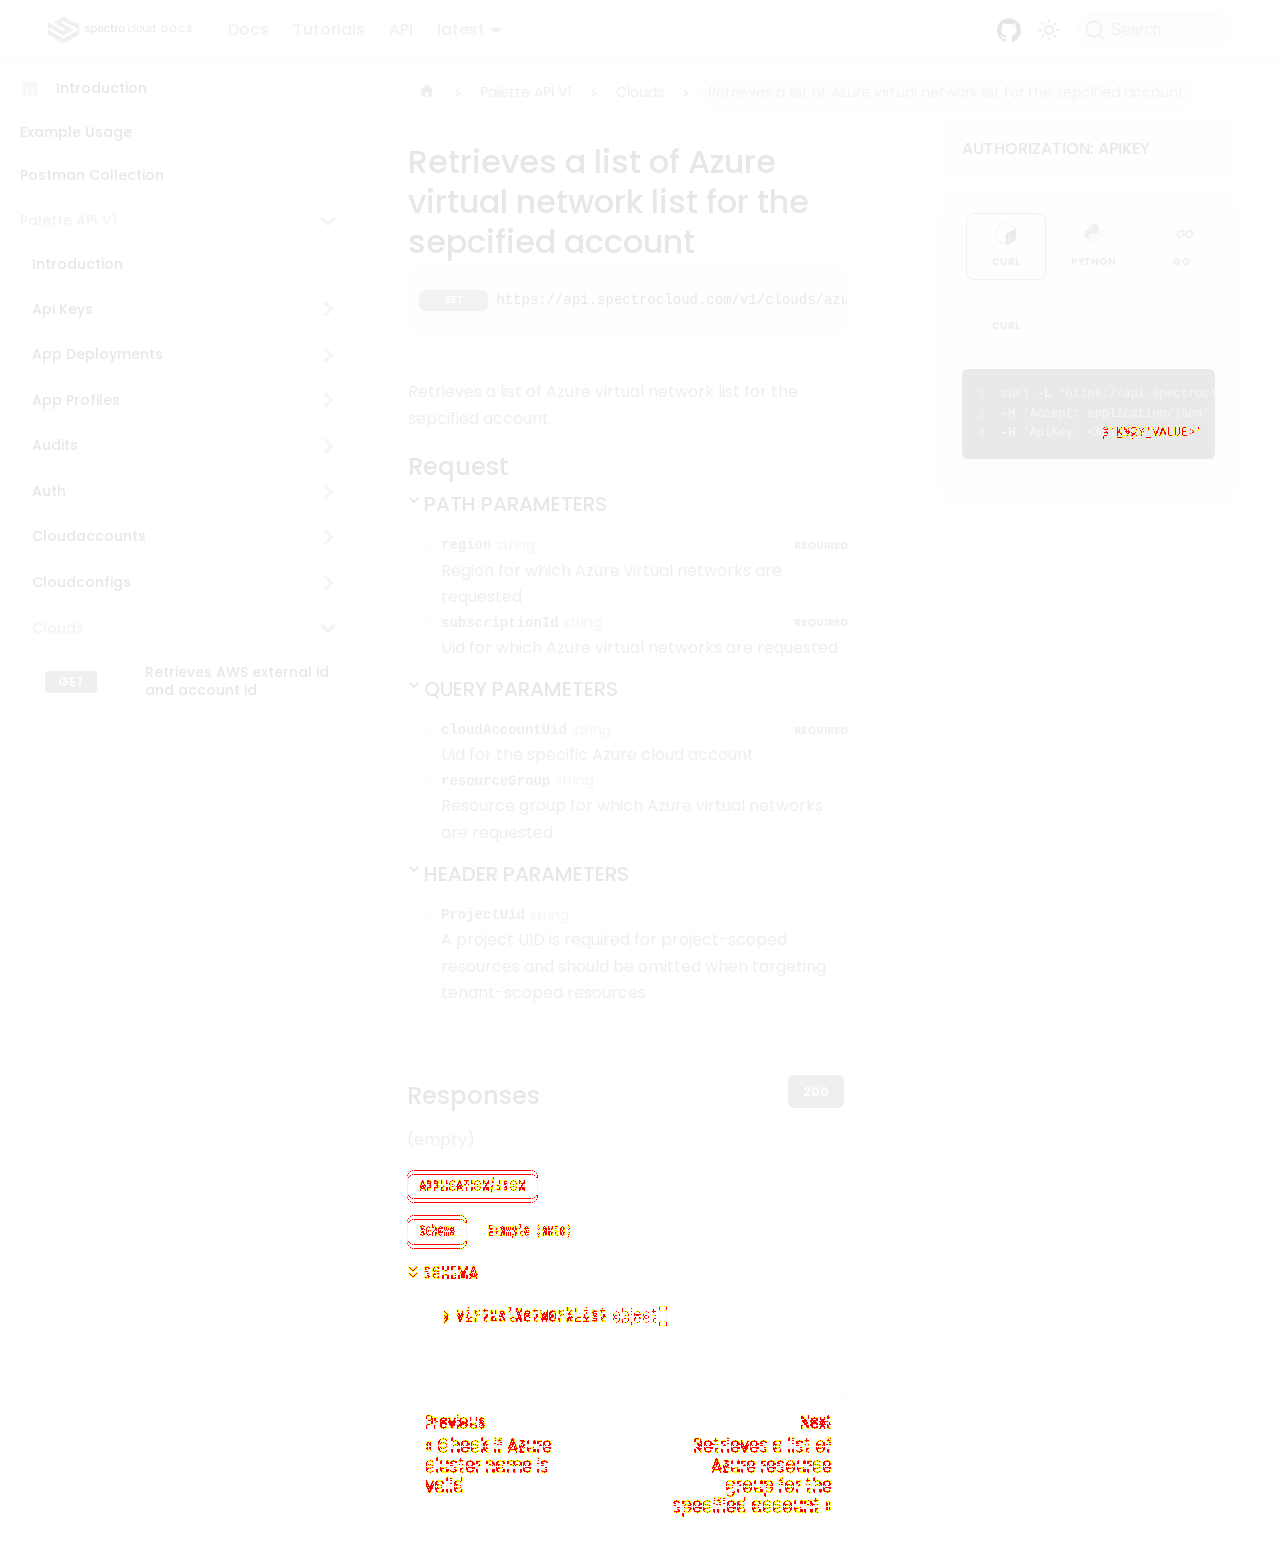 spectro cloud DOCS
Docs
Tutorials
API
latest
Search
Introduction
Example Usage
Postman Collection
Palette API V1
Introduction
Api Keys
App Deployments
App Profiles
Audits
Auth
Cloudaccounts
Cloudconfigs
Clouds
GET
Retrieves AWS external id
and account id
Palette API V1
Clouds
Retrieves a list of Azure virtual network list for the sepcified account
Retrieves a list of Azure
virtual network list for the
sepcified account
GET https://api.spectrocloud.com/v1/clouds/azu
Retrieves a list of Azure virtual network list for the
sepcified account
Request
PATH PARAMETERS
region string REQUIRED
Region for which Azure virtual networks are
requested
subscriptionId string REQUIRED
Uid for which Azure virtual networks are requested
QUERY PARAMETERS
cloudAccountUid string REQUIRED
Uid for the specific Azure cloud account
resourceGroup string
Resource group for which Azure virtual networks
are requested
HEADER PARAMETERS
ProjectUid string
A project UID is required for project-scoped
resources and should be omitted when targeting
tenant-scoped resources
Responses
200
(empty)
APPLICATION/JSON
Schema
Example (auto)
SCHEMA
virtualNetworkList object[]
Previous
« Check if Azure
cluster name is
valid
Next
Retrieves a list of
Azure resource
group for the
specified account »
AUTHORIZATION: APIKEY
CURL
PYTHON
GO
GO
CURL
1 curl -L 'https://api.spectrocl
2 -H 'Accept: application/json'
3 -H 'ApiKey: <API_KEY_VALUE>'